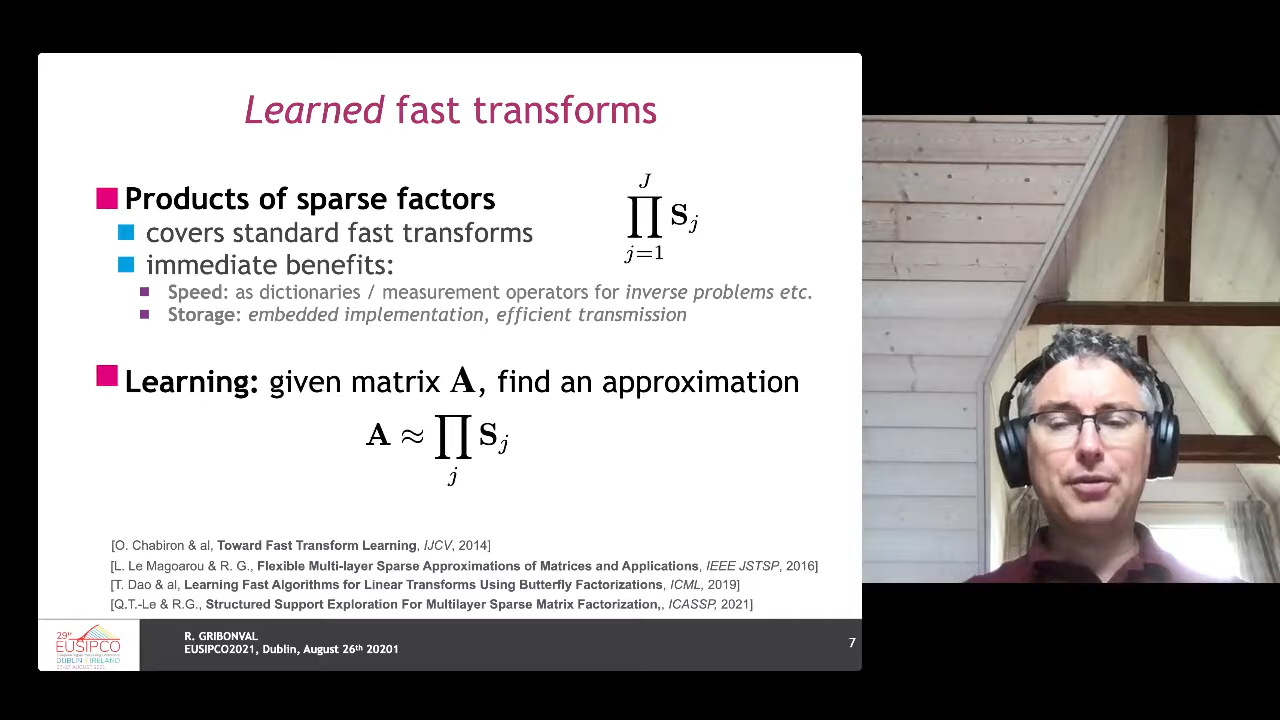 Learned fast transforms
Products of sparse factors
covers standard fast transforms
immediate benefits:
Speed: as dictionaries / measurement operators for inverse problems etc.
Storage: embedded implementation, efficient transmission
J
∏ S_j
j=1
Learning: given matrix A, find an approximation
A ≈ ∏ S_j
j
[O. Chabiron & al, Toward Fast Transform Learning, IJCV, 2014]
[L. Le Magoarou & R. G., Flexible Multi-layer Sparse Approximations of Matrices and Applications, IEEE JSTSP, 2016]
[T. Dao & al, Learning Fast Algorithms for Linear Transforms Using Butterfly Factorizations, ICML, 2019]
[Q.T.-Le & R.G., Structured Support Exploration For Multilayer Sparse Matrix Factorization,, ICASSP, 2021]
29th
EUSIPCO
DUBLIN IRELAND
R. GRIBONVAL
EUSIPCO2021, Dublin, August 26th 20201
7